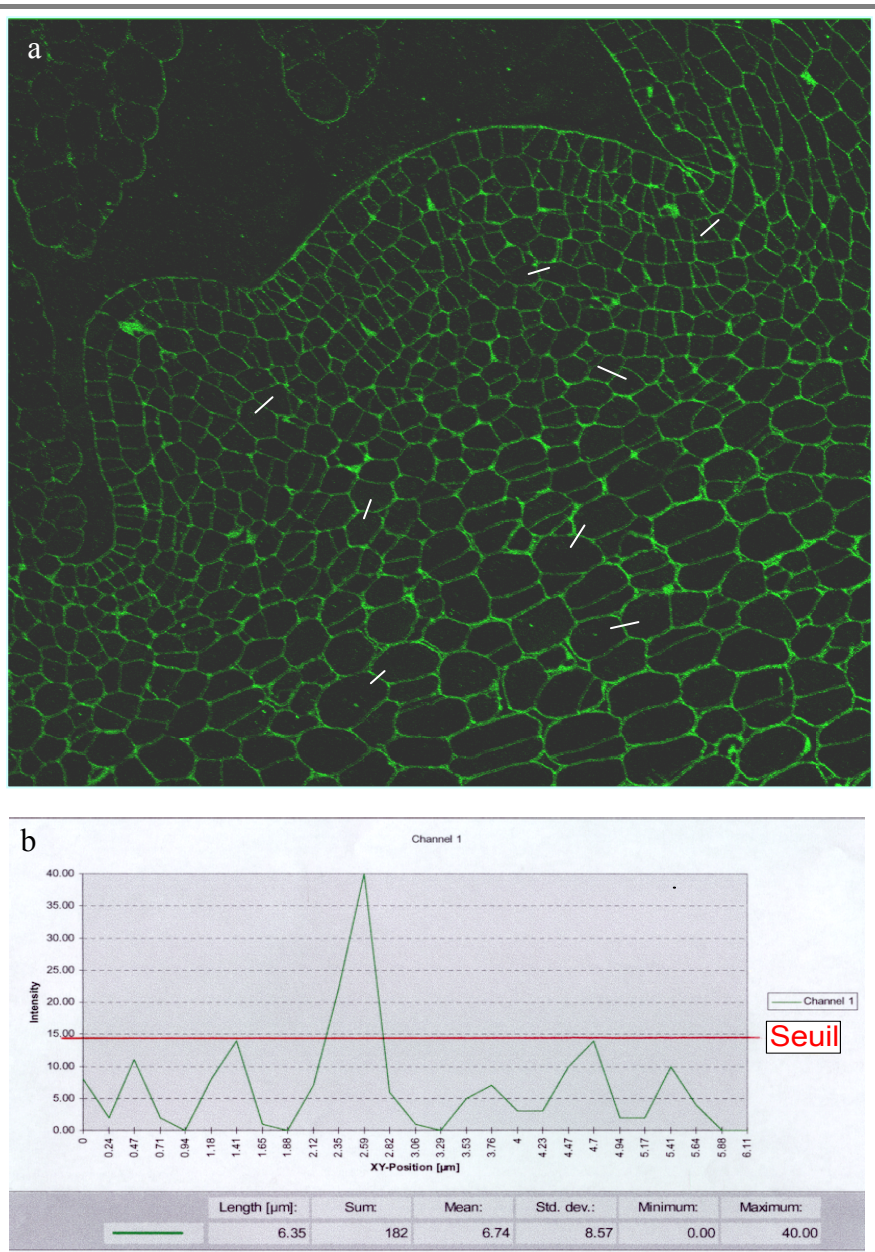 a
b
Channel 1
40.00
35.00
30.00
25.00
20.00
15.00
10.00
5.00
0.00
Intensity
Channel 1
Seuil
0 0.24 0.47 0.71 0.94 1.18 1.41 1.65 1.88 2.12 2.35 2.59 2.82 3.06 3.29 3.53 3.76 4 4.23 4.47 4.7 4.94 5.17 5.41 5.64 5.88 6.11
XY-Position [µm]
Length [µm]: Sum: Mean: Std. dev.: Minimum: Maximum:
6.35 182 6.74 8.57 0.00 40.00